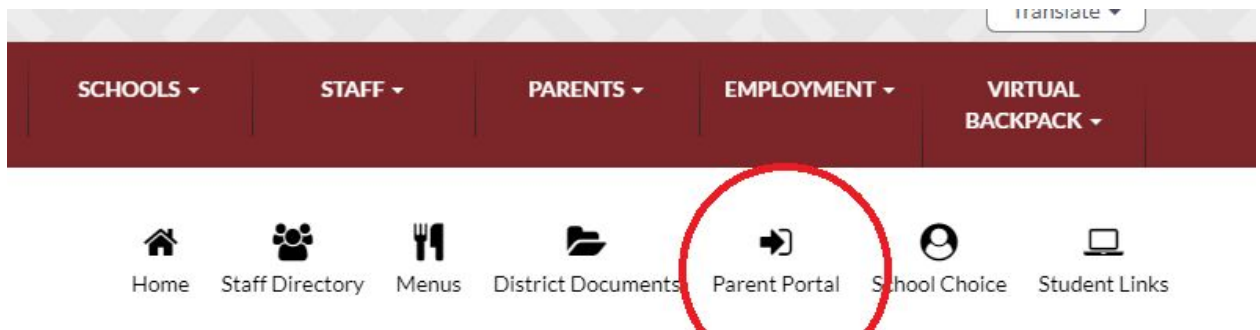 Translate
SCHOOLS STAFF PARENTS EMPLOYMENT VIRTUAL
BACKPACK
Home Staff Directory Menus District Documents Parent Portal School Choice Student Links